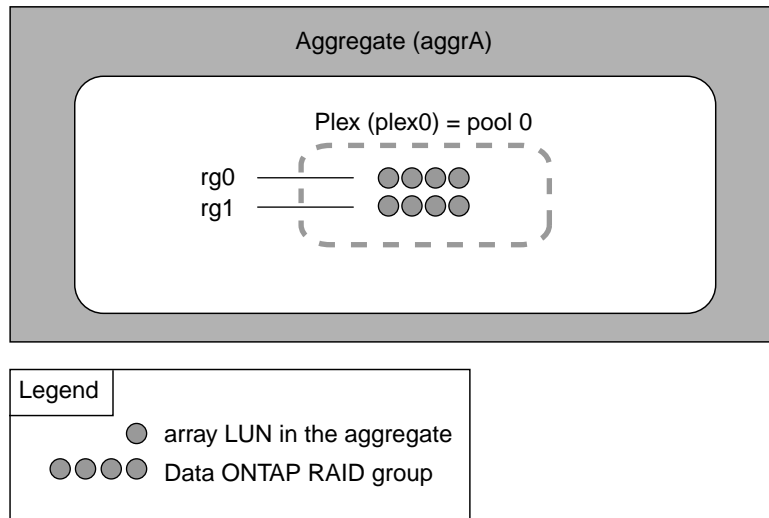 Aggregate (aggrA)
Plex (plex0) = pool 0
rg0
rg1
Legend
array LUN in the aggregate
Data ONTAP RAID group